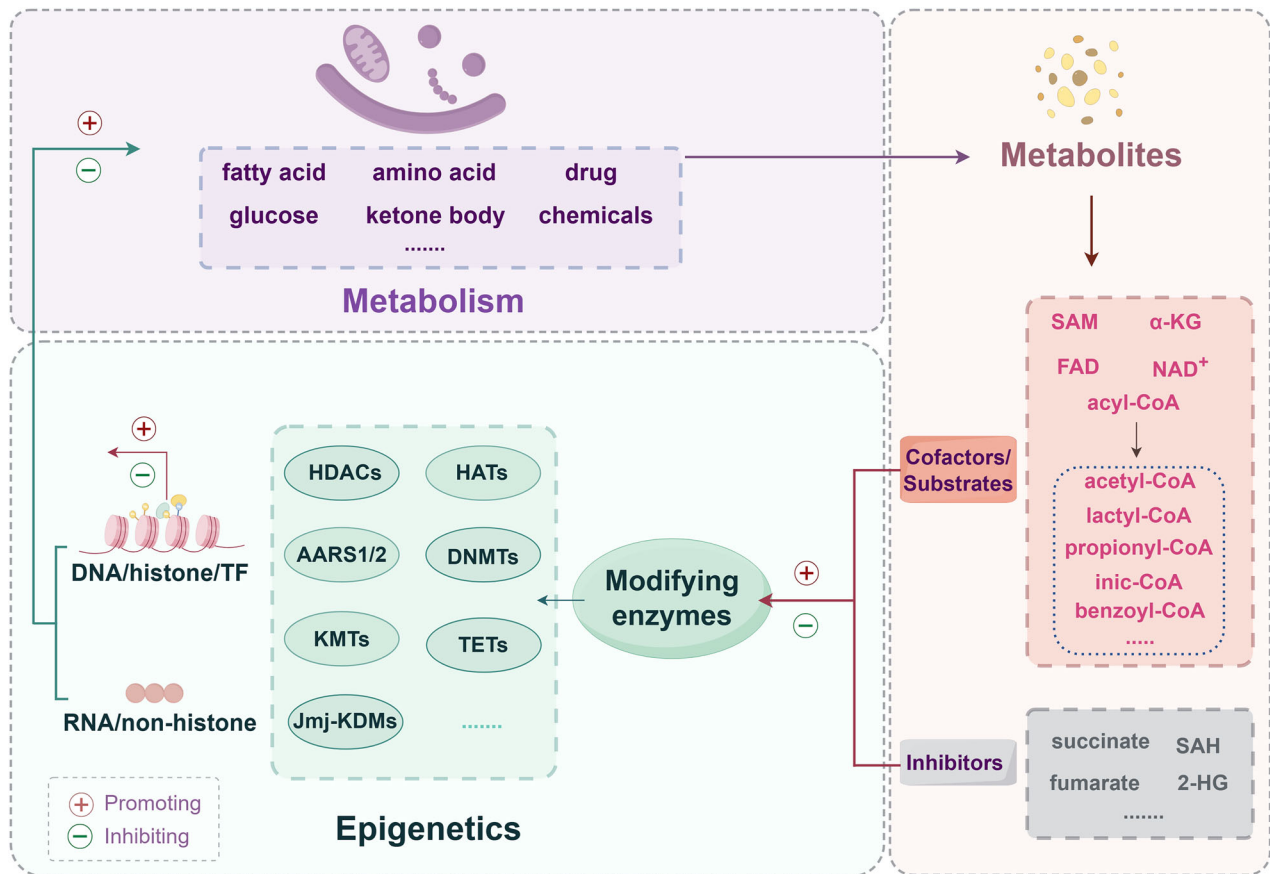 fatty acid amino acid drug
glucose ketone body chemicals
.......
Metabolism
Metabolites
SAM α-KG
FAD NAD+
acyl-CoA
acetyl-CoA
lactyl-CoA
propionyl-CoA
inic-CoA
benzoyl-CoA
.....
Cofactors/
Substrates
Inhibitors
succinate SAH
fumarate 2-HG
.......
Modifying
enzymes
HDACs HATs
AARS1/2 DNMTs
KMTs TETs
Jmj-KDMs .......
DNA/histone/TF
RNA/non-histone
Epigenetics
+ Promoting
− Inhibiting